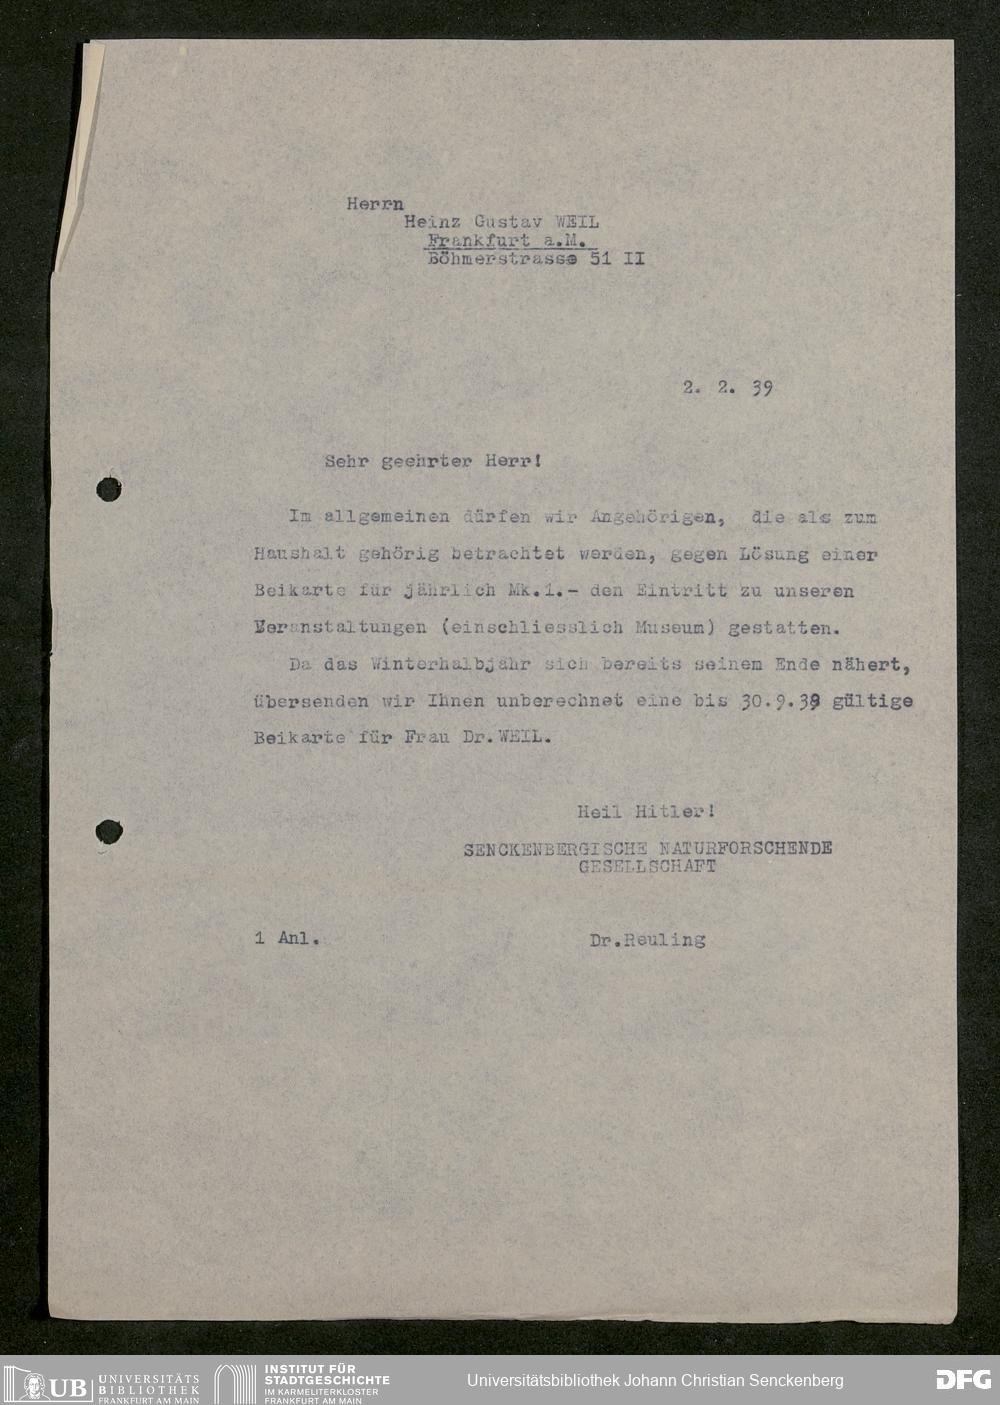 Herrn
Heinz Gustav WEIL
Frankfurt a.M.
Böhmerstrasse 51 II
2. 2. 39
Sehr geehrter Herr!
Im allgemeinen dürfen wir Angehörigen, die als zum
Haushalt gehörig betrachtet werden, gegen Lösung einer
Beikarte für jährlich Mk.1.- den Eintritt zu unseren
Veranstaltungen (einschliesslich Museum) gestatten.
Da das Winterhalbjahr sich bereits seinem Ende nähert,
übersenden wir Ihnen unberechnet eine bis 30.9.39 gültige
Beikarte für Frau Dr.WEIL.
Heil Hitler!
SENCKENBERGISCHE NATURFORSCHENDE
GESELLSCHAFT
1 Anl.
Dr.Reuling
UB UNIVERSITÄTS
BIBLIOTHEK
FRANKFURT AM MAIN
INSTITUT FÜR
STADTGESCHICHTE
IM KARMELITERKLOSTER
FRANKFURT AM MAIN
Universitätsbibliothek Johann Christian Senckenberg
DFG